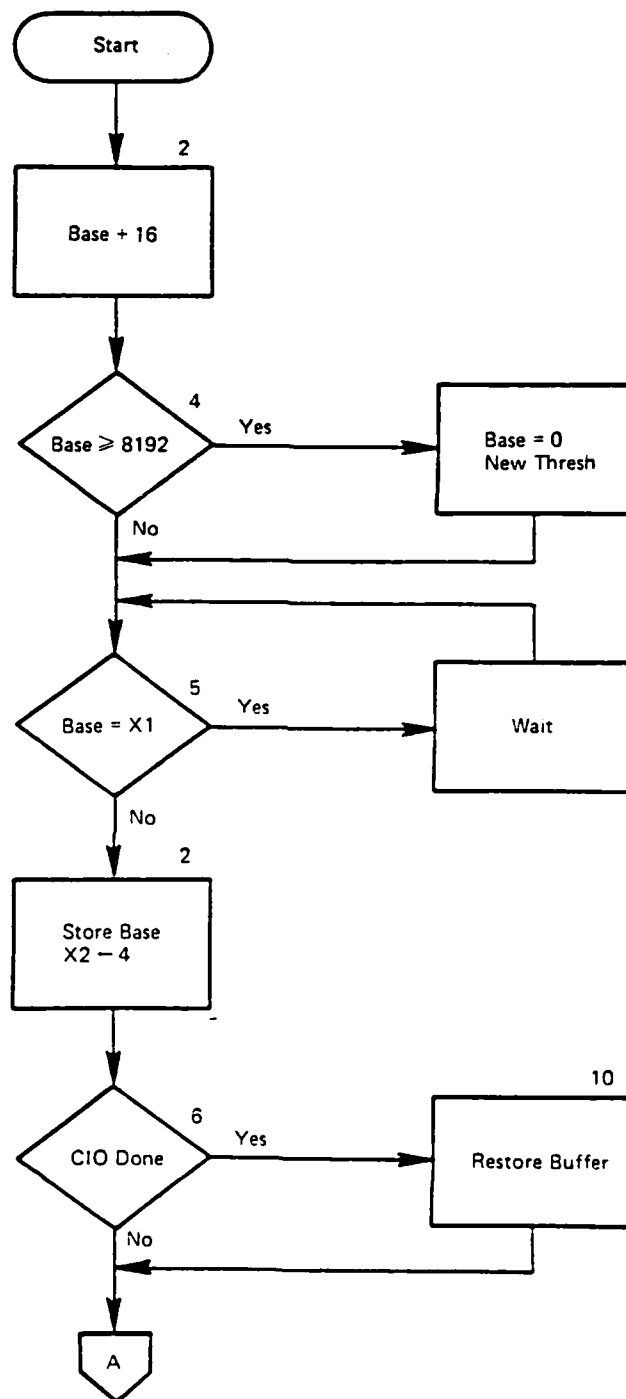 Start
2
Base + 16
4
Base ⩾ 8192
Yes
Base = 0
New Thresh
No
5
Base = X1
Yes
Wait
No
2
Store Base
X2 − 4
6
CIO Done
Yes
10
Restore Buffer
No
A